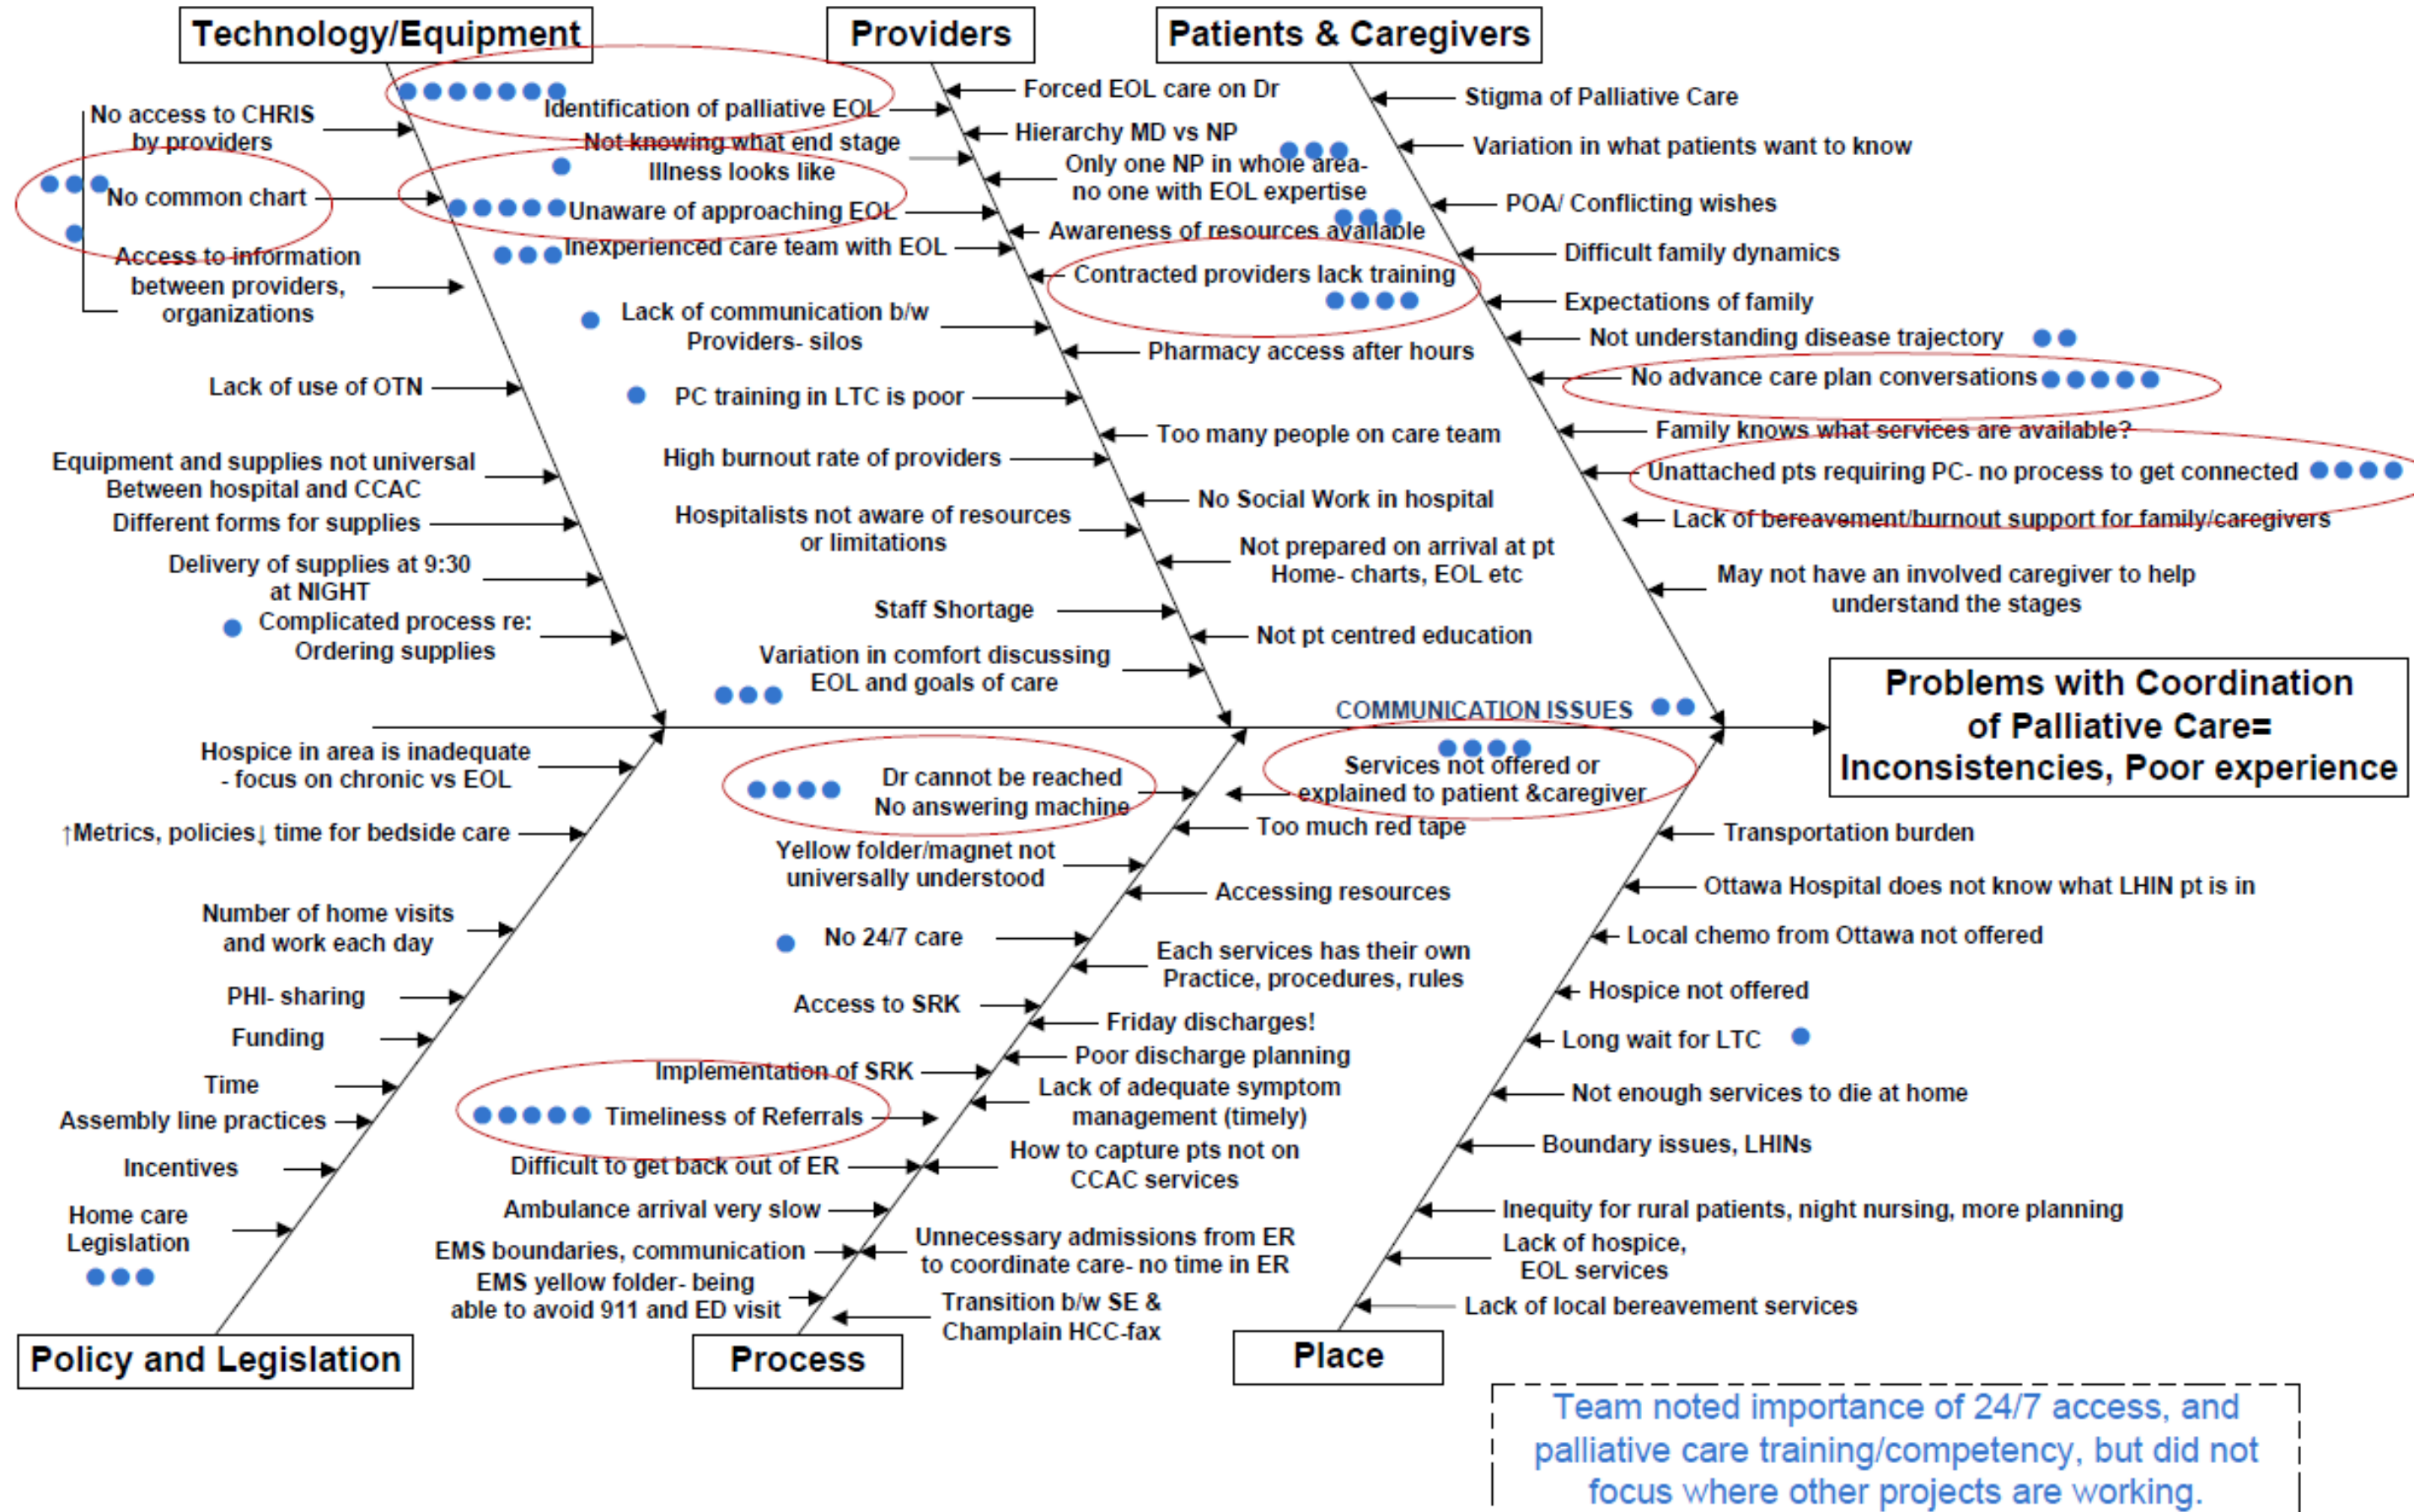 Technology/Equipment
Providers
Patients & Caregivers
No access to CHRIS
by providers
No common chart
Access to information
between providers,
organizations
Lack of use of OTN
Equipment and supplies not universal
Between hospital and CCAC
Different forms for supplies
Delivery of supplies at 9:30
at NIGHT
Complicated process re:
Ordering supplies
Identification of palliative EOL
Not knowing what end stage
Illness looks like
Unaware of approaching EOL
Inexperienced care team with EOL
Lack of communication b/w
Providers- silos
PC training in LTC is poor
High burnout rate of providers
Hospitalists not aware of resources
or limitations
Staff Shortage
Variation in comfort discussing
EOL and goals of care
Forced EOL care on Dr
Hierarchy MD vs NP
Only one NP in whole area-
no one with EOL expertise
Awareness of resources available
Contracted providers lack training
Pharmacy access after hours
Too many people on care team
No Social Work in hospital
Not prepared on arrival at pt
Home- charts, EOL etc
Not pt centred education
Stigma of Palliative Care
Variation in what patients want to know
POA/ Conflicting wishes
Difficult family dynamics
Expectations of family
Not understanding disease trajectory
No advance care plan conversations
Family knows what services are available?
Unattached pts requiring PC- no process to get connected
Lack of bereavement/burnout support for family/caregivers
May not have an involved caregiver to help
understand the stages
COMMUNICATION ISSUES
Problems with Coordination
of Palliative Care=
Inconsistencies, Poor experience
Hospice in area is inadequate
- focus on chronic vs EOL
↑Metrics, policies↓ time for bedside care
Number of home visits
and work each day
PHI- sharing
Funding
Time
Assembly line practices
Incentives
Home care
Legislation
Dr cannot be reached
No answering machine
Yellow folder/magnet not
universally understood
No 24/7 care
Access to SRK
Implementation of SRK
Timeliness of Referrals
Difficult to get back out of ER
Ambulance arrival very slow
EMS boundaries, communication
EMS yellow folder- being
able to avoid 911 and ED visit
Services not offered or
explained to patient &caregiver
Too much red tape
Accessing resources
Each services has their own
Practice, procedures, rules
Friday discharges!
Poor discharge planning
Lack of adequate symptom
management (timely)
How to capture pts not on
CCAC services
Unnecessary admissions from ER
to coordinate care- no time in ER
Transition b/w SE &
Champlain HCC-fax
Transportation burden
Ottawa Hospital does not know what LHIN pt is in
Local chemo from Ottawa not offered
Hospice not offered
Long wait for LTC
Not enough services to die at home
Boundary issues, LHINs
Inequity for rural patients, night nursing, more planning
Lack of hospice,
EOL services
Lack of local bereavement services
Policy and Legislation
Process
Place
Team noted importance of 24/7 access, and
palliative care training/competency, but did not
focus where other projects are working.